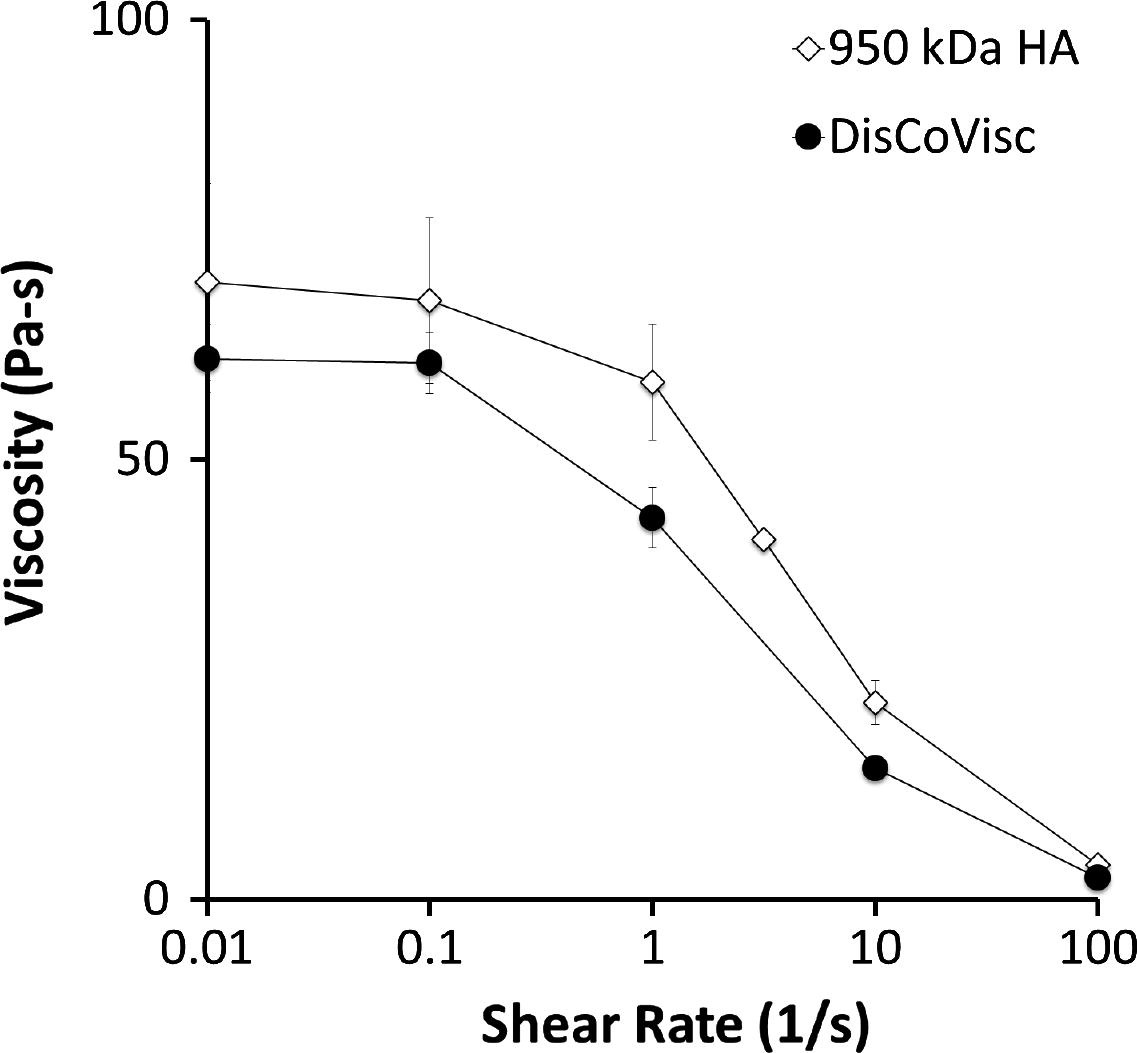 100
950 kDa HA
DisCoVisc
Viscosity (Pa-s)
50
0
0.01 0.1 1 10 100
Shear Rate (1/s)